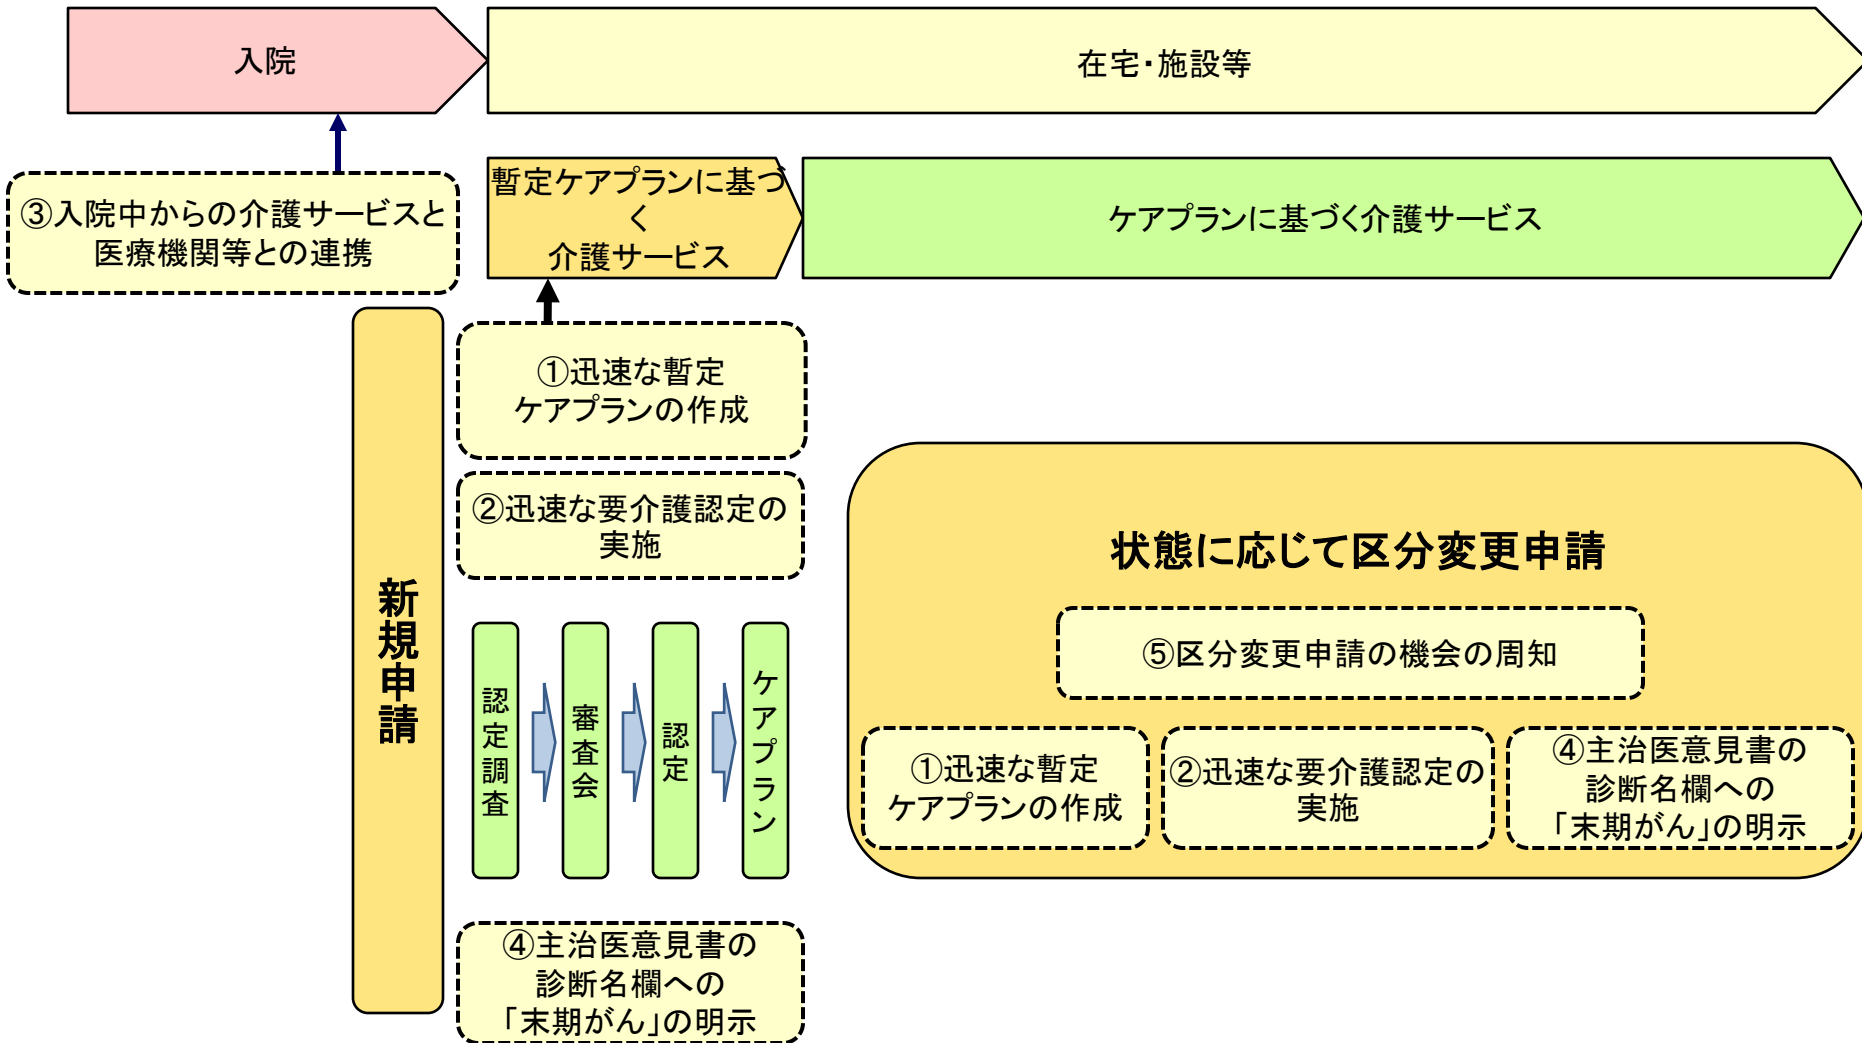 入院
在宅・施設等
③入院中からの介護サービスと
医療機関等との連携
暫定ケアプランに基づ
く
介護サービス
ケアプランに基づく介護サービス
新規申請
①迅速な暫定
ケアプランの作成
②迅速な要介護認定の
実施
認定調査
審査会
認定
ケアプラン
④主治医意見書の
診断名欄への
「末期がん」の明示
状態に応じて区分変更申請
⑤区分変更申請の機会の周知
①迅速な暫定
ケアプランの作成
②迅速な要介護認定の
実施
④主治医意見書の
診断名欄への
「末期がん」の明示